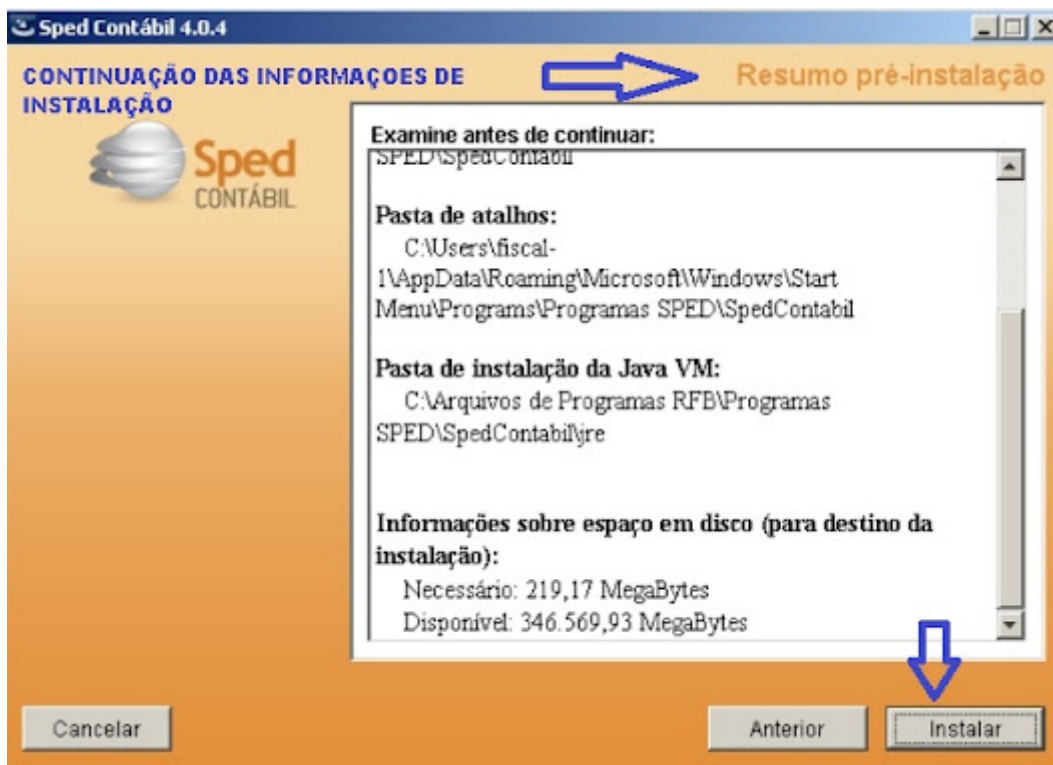 Sped Contábil 4.0.4
CONTINUAÇÃO DAS INFORMAÇOES DE
INSTALAÇÃO
Resumo pré-instalação
Sped
CONTÁBIL
Examine antes de continuar:
SPED\SpedContabil
Pasta de atalhos:
C:\Users\fiscal-
1\AppData\Roaming\Microsoft\Windows\Start
Menu\Programs\Programas SPED\SpedContabil
Pasta de instalação da Java VM:
C:\Arquivos de Programas RFB\Programas
SPED\SpedContabil\jre
Informações sobre espaço em disco (para destino da
instalação):
Necessário: 219,17 MegaBytes
Disponível: 346.569,93 MegaBytes
Cancelar
Anterior
Instalar